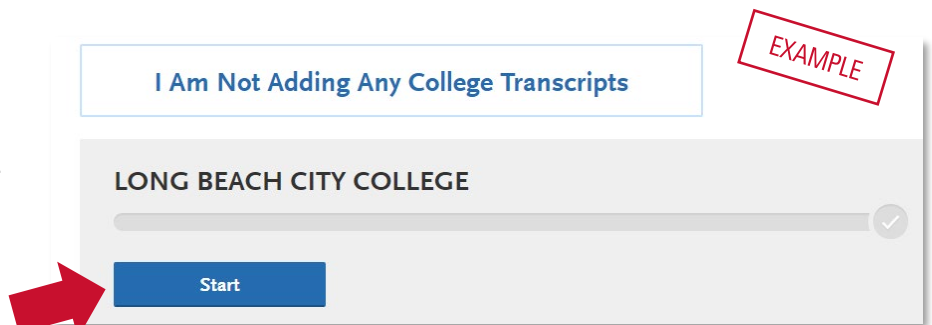 EXAMPLE
I Am Not Adding Any College Transcripts
LONG BEACH CITY COLLEGE
Start